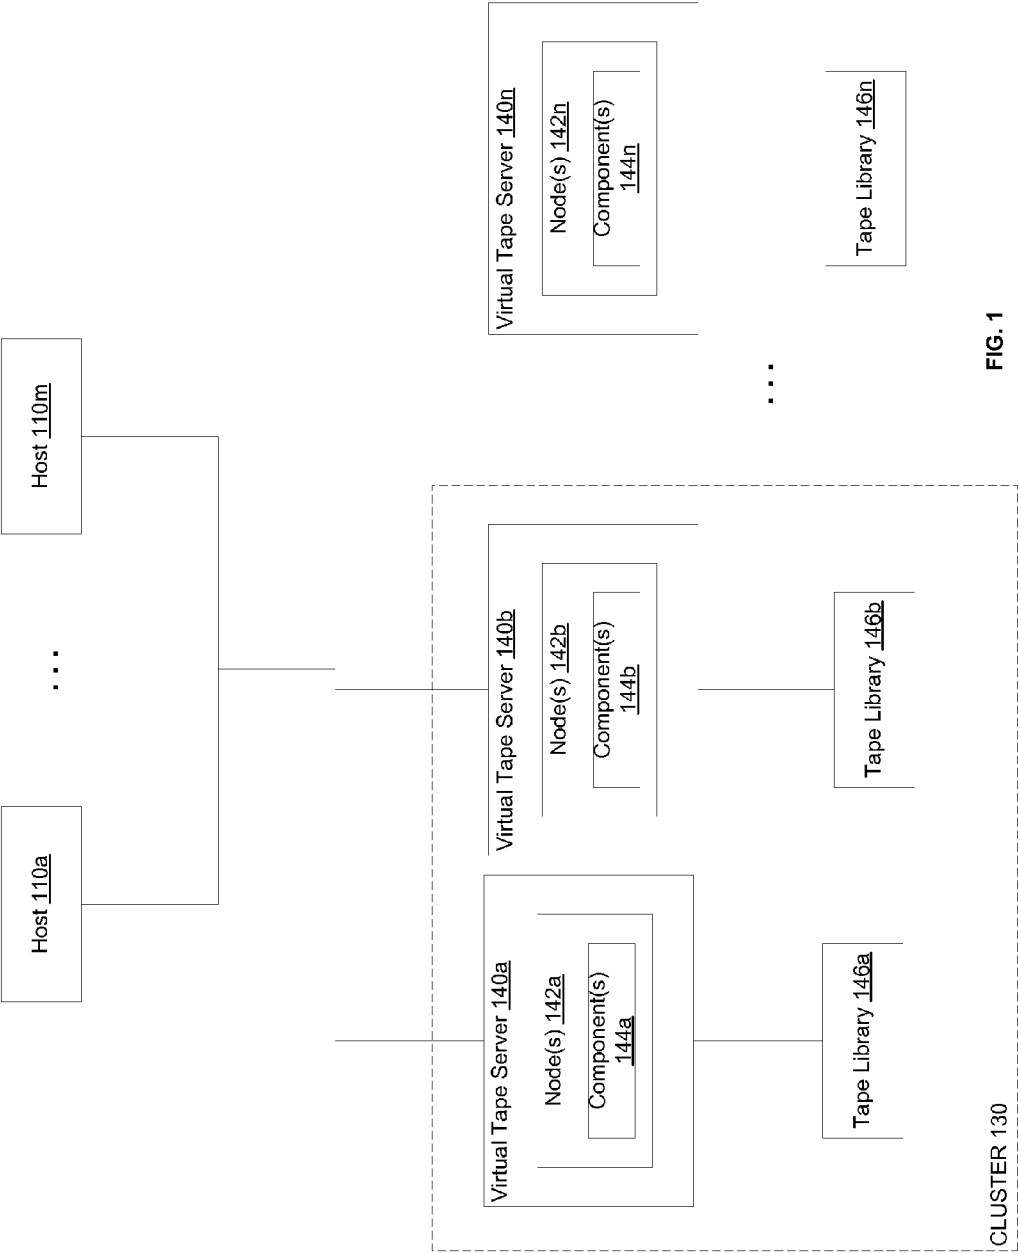 Host 110a
...
Host 110m
Virtual Tape Server 140a
Node(s) 142a
Component(s)
144a
Tape Library 146a
Virtual Tape Server 140b
Node(s) 142b
Component(s)
144b
Tape Library 146b
CLUSTER 130
...
Virtual Tape Server 140n
Node(s) 142n
Component(s)
144n
Tape Library 146n
FIG. 1